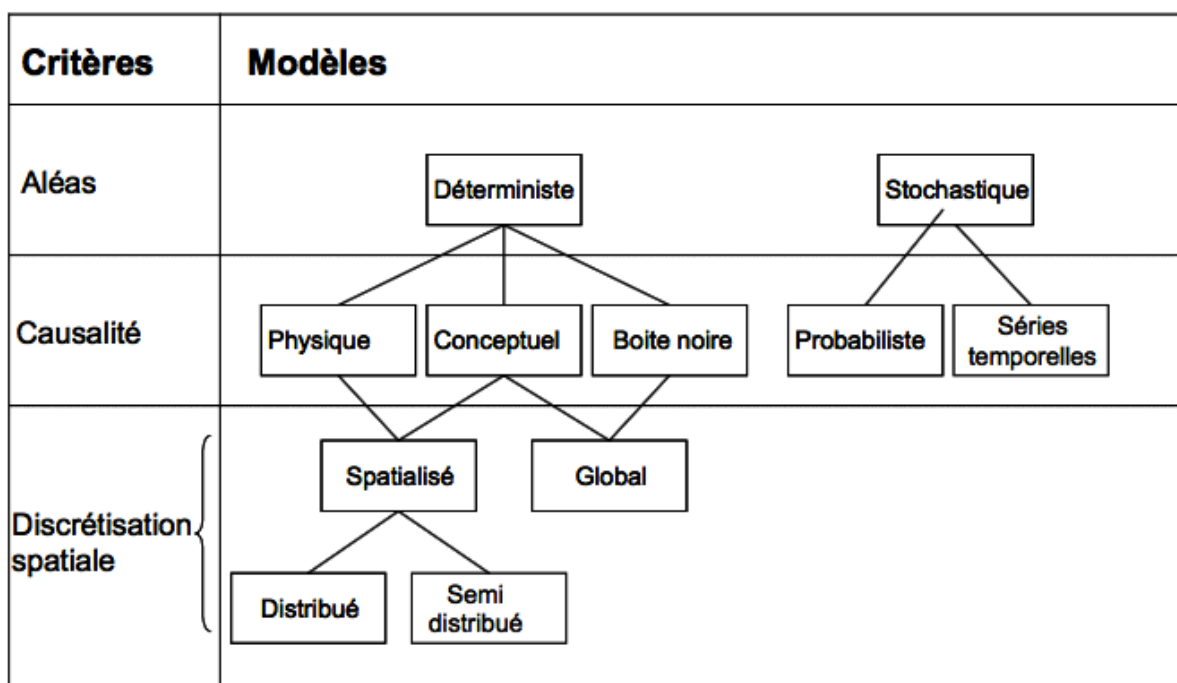 Critères
Modèles
Aléas
Déterministe
Stochastique
Causalité
Physique
Conceptuel
Boite noire
Probabiliste
Séries
temporelles
Discrétisation
spatiale
Spatialisé
Global
Distribué
Semi
distribué